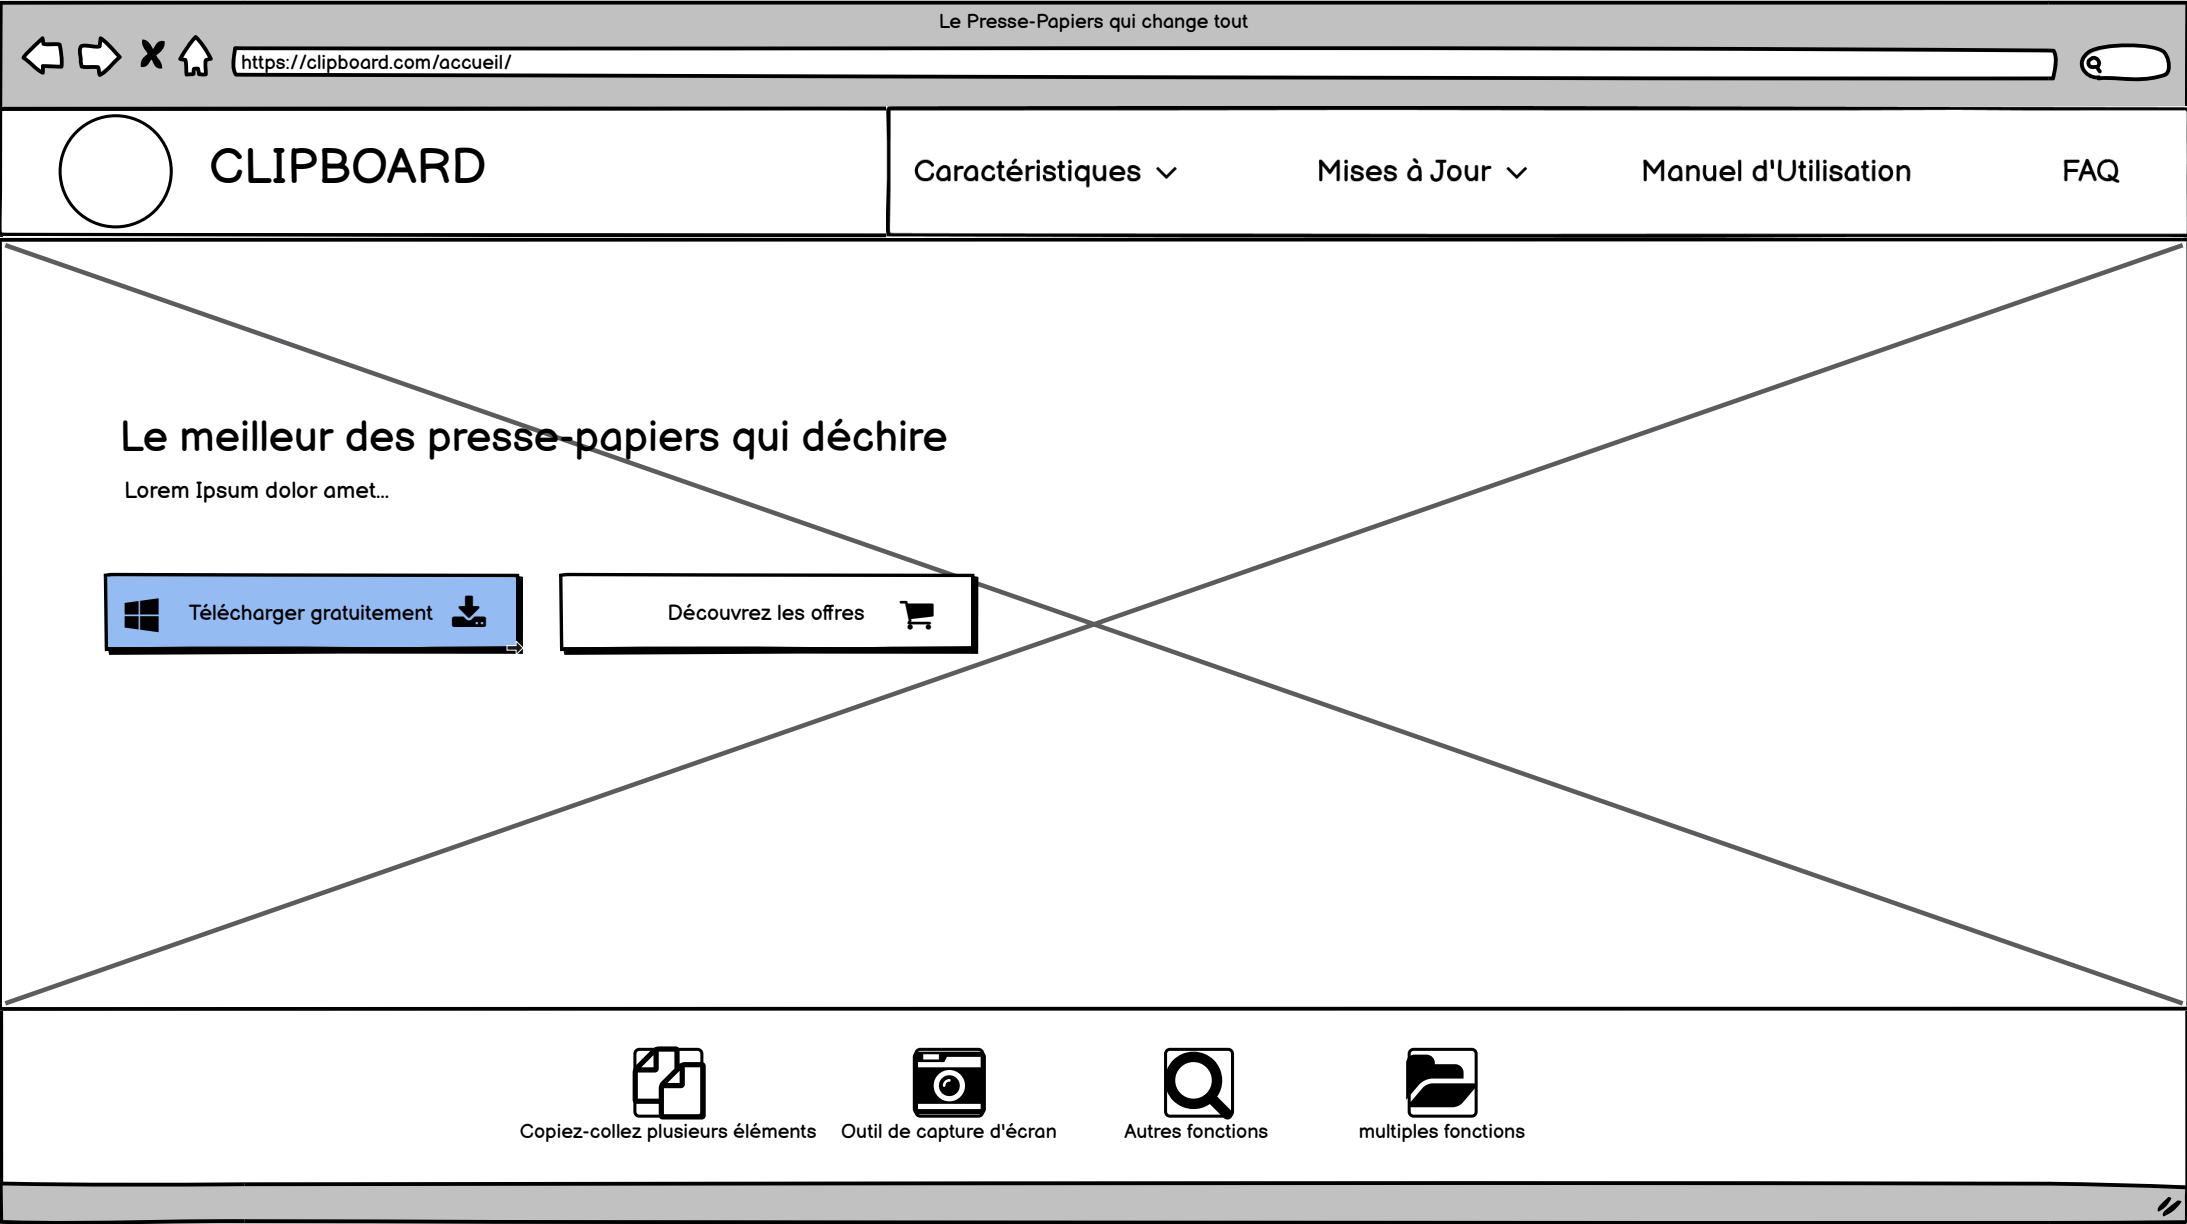 Le Presse-Papiers qui change tout
https://clipboard.com/accueil/
CLIPBOARD
Caractéristiques
Mises à Jour
Manuel d'Utilisation
FAQ
Le meilleur des presse-papiers qui déchire
Lorem Ipsum dolor amet...
Télécharger gratuitement
Découvrez les offres
Copiez-collez plusieurs éléments
Outil de capture d'écran
Autres fonctions
multiples fonctions